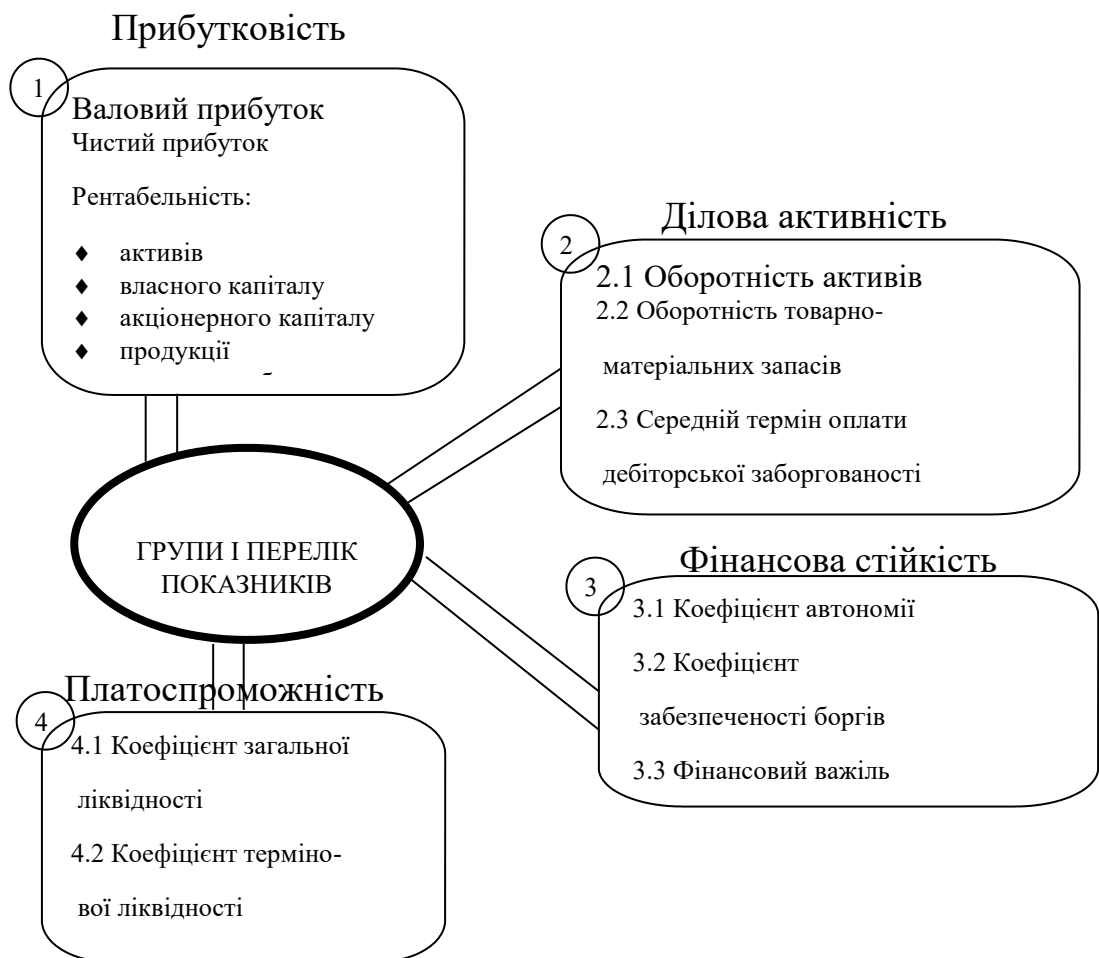 Прибутковість
1
Валовий прибуток
Чистий прибуток
Рентабельність:
♦ активів
♦ власного капіталу
♦ акціонерного капіталу
♦ продукції
Ділова активність
2
2.1 Оборотність активів
2.2 Оборотність товарно-
матеріальних запасів
2.3 Середній термін оплати
дебіторської заборгованості
ГРУПИ І ПЕРЕЛІК
ПОКАЗНИКІВ
Фінансова стійкість
3
3.1 Коефіцієнт автономії
3.2 Коефіцієнт
забезпеченості боргів
3.3 Фінансовий важіль
Платоспроможність
4
4.1 Коефіцієнт загальної
ліквідності
4.2 Коефіцієнт терміно-
вої ліквідності